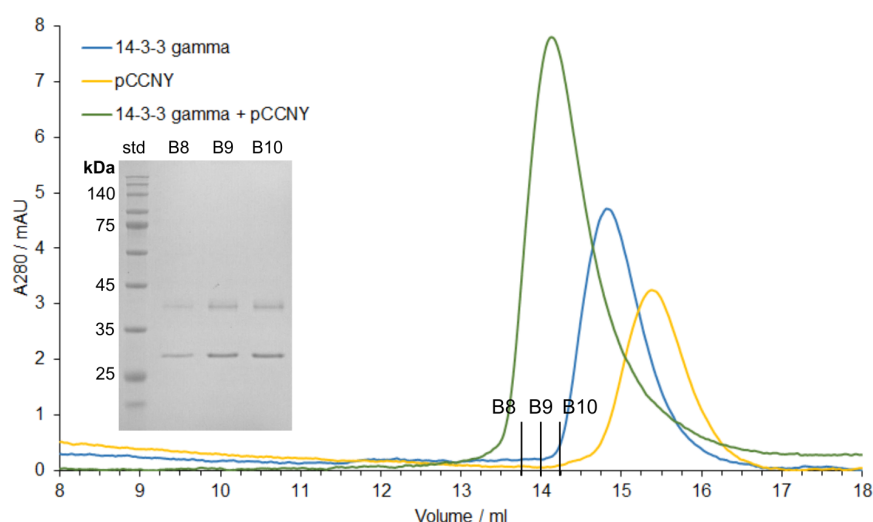 8
7
6
5
4
3
2
1
0
A280 / mAU
14-3-3 gamma
pCCNY
14-3-3 gamma + pCCNY
std B8 B9 B10
kDa
140
75
45
35
25
B8 B9 B10
8 9 10 11 12 13 14 15 16 17 18
Volume / ml